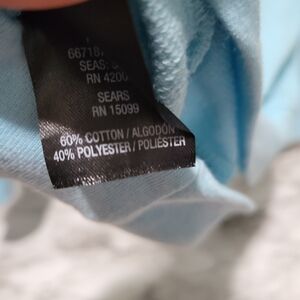 66718,
SEAS:
RN 4200
SEARS
RN 15099
60% COTTON / ALGODÓN
40% POLYESTER / POLIÉSTER